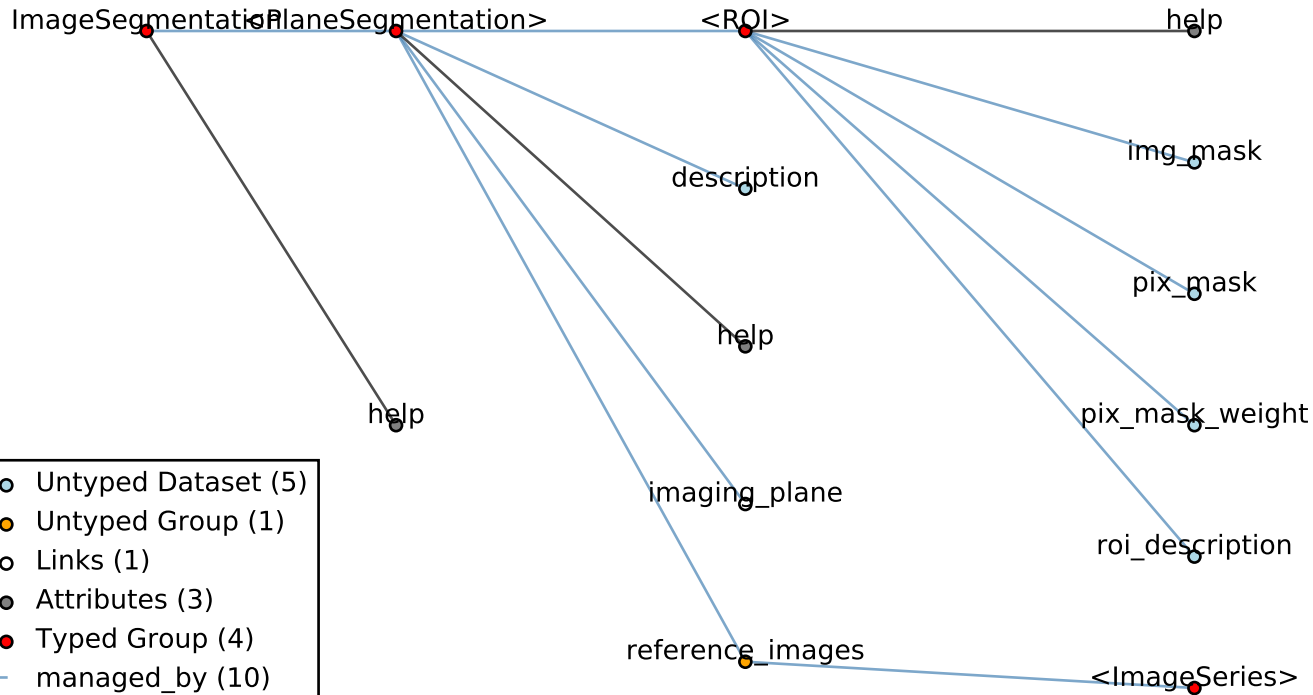 ImageSegmentation
<PlaneSegmentation>
<ROI>
help
img_mask
description
pix_mask
help
help
pix_mask_weight
imaging_plane
roi_description
reference_images
<ImageSeries>
Untyped Dataset (5)
Untyped Group (1)
Links (1)
Attributes (3)
Typed Group (4)
managed_by (10)